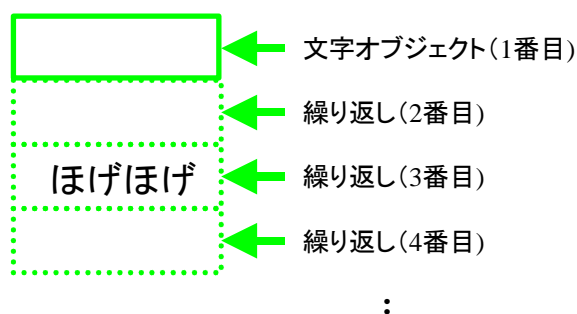 文字オブジェクト（1番目)
繰り返し（2番目)
ほげほげ 繰り返し（3番目)
繰り返し（4番目)
: